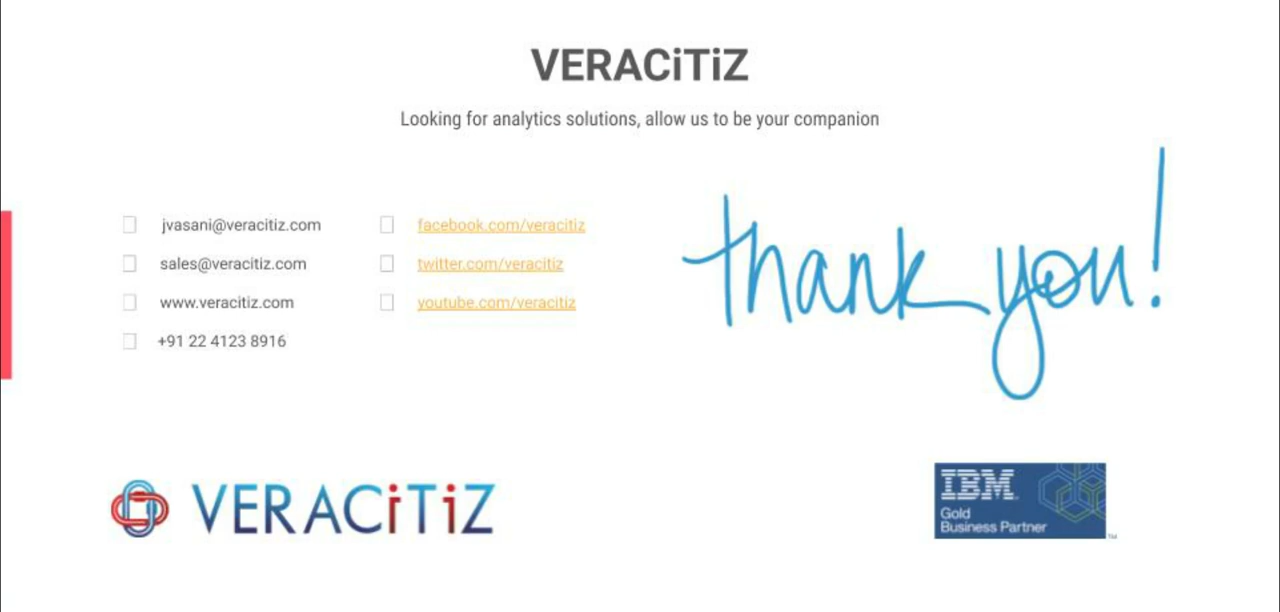 VERACiTiZ
Looking for analytics solutions, allow us to be your companion
jvasani@veracitiz.com
sales@veracitiz.com
www.veracitiz.com
+91 22 4123 8916
facebook.com/veracitiz
twitter.com/veracitiz
youtube.com/veracitiz
thank you!
VERACiTiZ
IBM
Gold
Business Partner
TM